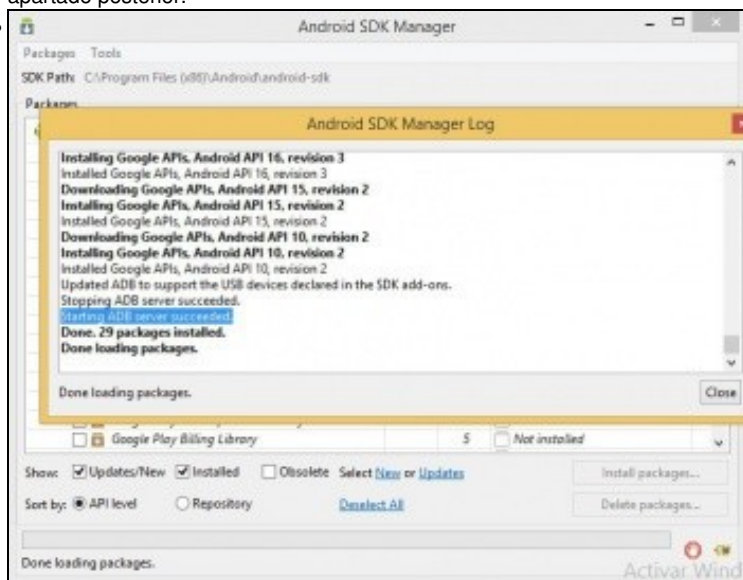 apartado posterior.
Android SDK Manager
Packages Tools
SDK Path: C:\Program Files (x86)\Android\android-sdk
Packages
Android SDK Manager Log
Installing Google APIs, Android API 16, revision 3
Installed Google APIs, Android API 16, revision 3
Downloading Google APIs, Android API 15, revision 2
Installing Google APIs, Android API 15, revision 2
Installed Google APIs, Android API 15, revision 2
Downloading Google APIs, Android API 10, revision 2
Installing Google APIs, Android API 10, revision 2
Installed Google APIs, Android API 10, revision 2
Updated ADB to support the USB devices declared in the SDK add-ons.
Stopping ADB server succeeded.
Starting ADB server succeeded.
Done. 29 packages installed.
Done loading packages.
Done loading packages.
Close
Google Play Billing Library 5 Not installed
Show: Updates/New Installed Obsolete Select New or Updates Install packages...
Sort by: API level Repository Deselect All Delete packages...
Done loading packages.
Activar Wind